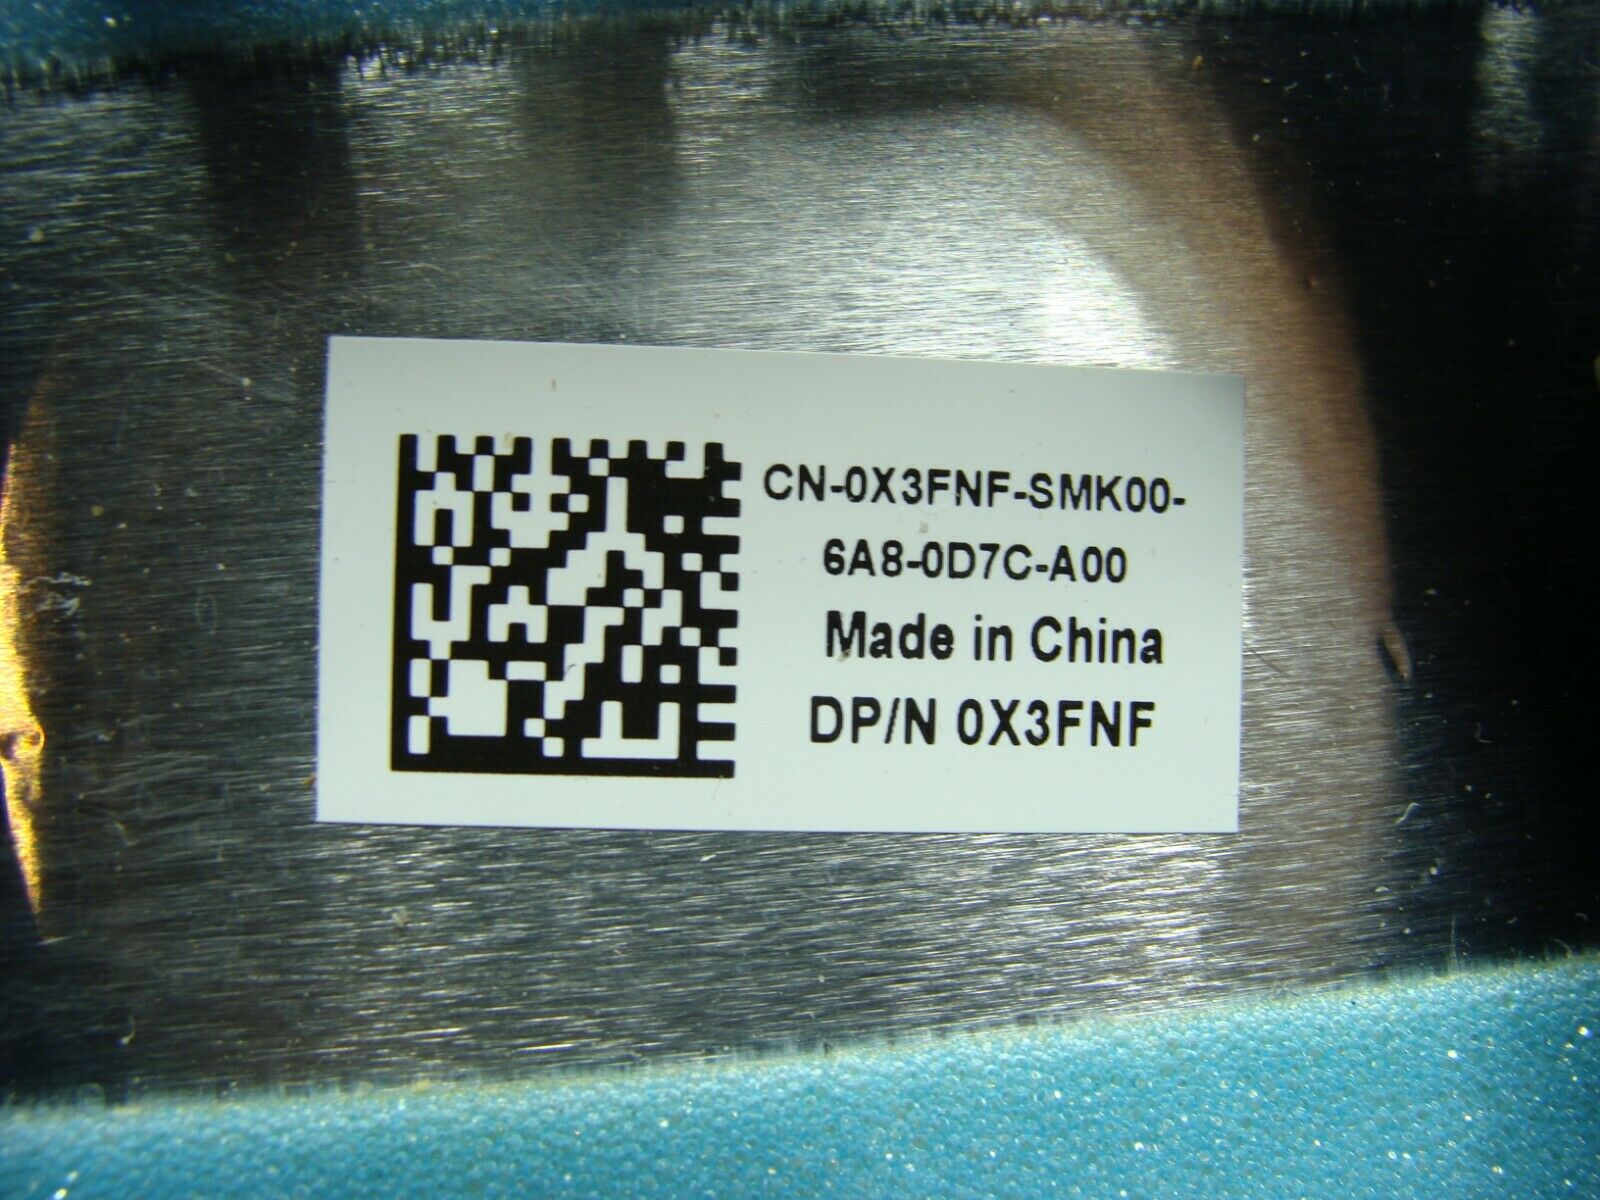 CN-0X3FNF-SMK00-
6A8-0D7C-A00
Made in China
DP/N 0X3FNF